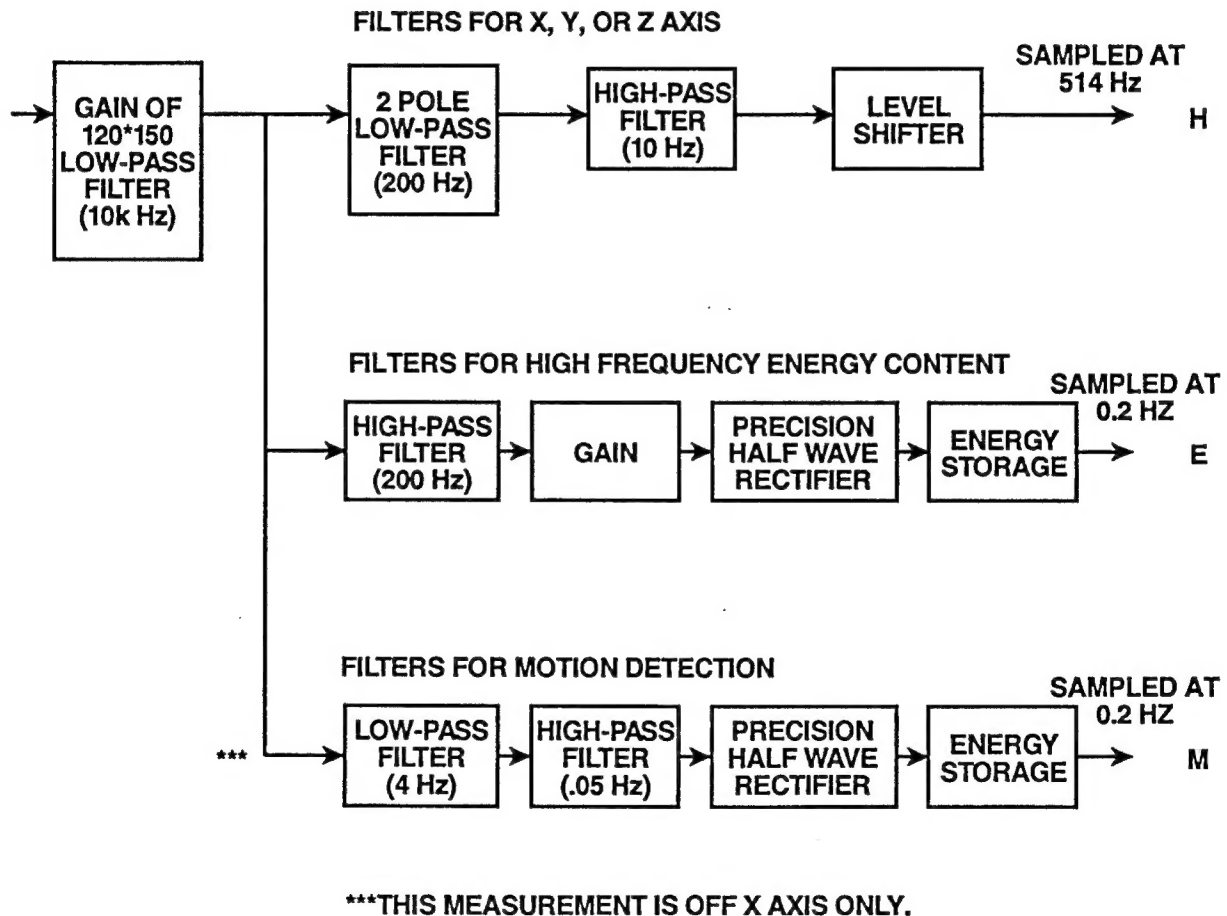 FILTERS FOR X, Y, OR Z AXIS
GAIN OF
120*150
LOW-PASS
FILTER
(10k Hz)
2 POLE
LOW-PASS
FILTER
(200 Hz)
HIGH-PASS
FILTER
(10 Hz)
LEVEL
SHIFTER
SAMPLED AT
514 Hz
H
FILTERS FOR HIGH FREQUENCY ENERGY CONTENT
HIGH-PASS
FILTER
(200 Hz)
GAIN
PRECISION
HALF WAVE
RECTIFIER
ENERGY
STORAGE
SAMPLED AT
0.2 HZ
E
FILTERS FOR MOTION DETECTION
***
LOW-PASS
FILTER
(4 Hz)
HIGH-PASS
FILTER
(.05 Hz)
PRECISION
HALF WAVE
RECTIFIER
ENERGY
STORAGE
SAMPLED AT
0.2 HZ
M
***THIS MEASUREMENT IS OFF X AXIS ONLY.